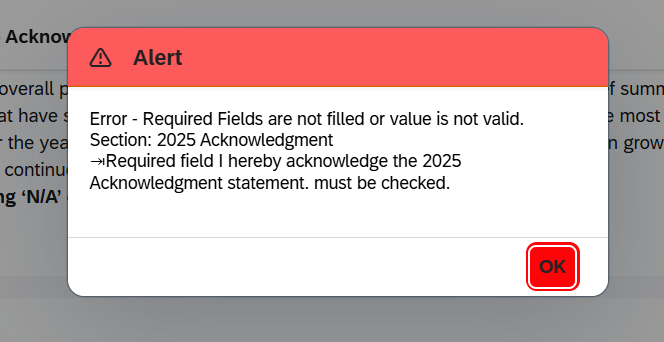 Acknow
Alert
overall p
f summ
at have s
e most
r the yea
n grow
continue
ng ‘N/A’
Error - Required Fields are not filled or value is not valid.
Section: 2025 Acknowledgment
→Required field I hereby acknowledge the 2025
Acknowledgment statement. must be checked.
OK